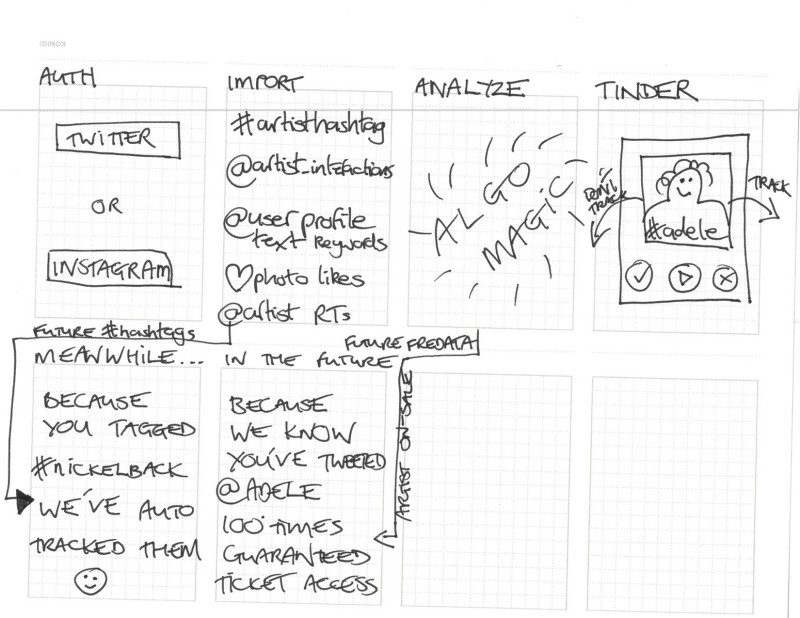 AUTH
TWITTER
OR
INSTAGRAM
IMPORT
#artisthashtag
@artist_interactions
@user profile
text keywords
♡photo likes
@artist RTs
ANALYZE
ALGO
MAGIC
TINDER
DON'T
TRACK
TRACK
#adele
FUTURE #hashtags
MEANWHILE...
BECAUSE
YOU TAGGED
#NICKELBACK
WE'VE AUTO
TRACKED THEM
IN THE FUTURE
BECAUSE
WE KNOW
YOU'VE TWEETED
@ADELE
100 TIMES
GUARANTEED
TICKET ACCESS
FUTURE FREDATA
ARTIST ON-SALE